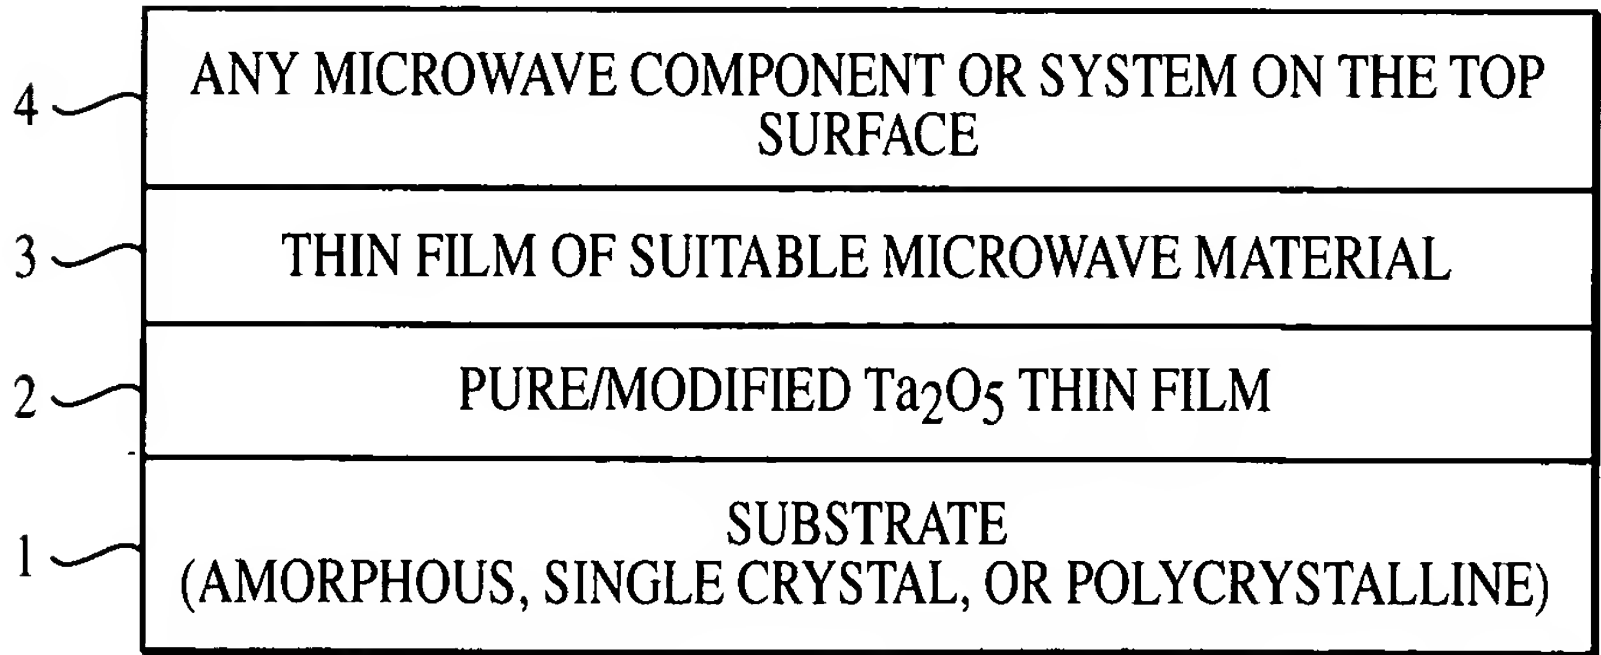 4
ANY MICROWAVE COMPONENT OR SYSTEM ON THE TOP
SURFACE
3
THIN FILM OF SUITABLE MICROWAVE MATERIAL
2
PURE/MODIFIED Ta₂O₅ THIN FILM
1
SUBSTRATE
(AMORPHOUS, SINGLE CRYSTAL, OR POLYCRYSTALLINE)